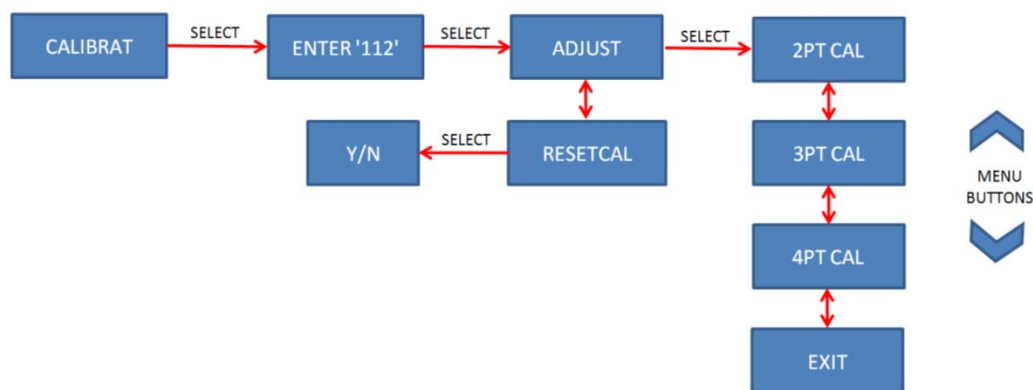 CALIBRAT
SELECT
ENTER '112'
SELECT
ADJUST
SELECT
2PT CAL
Y/N
SELECT
RESETCAL
3PT CAL
MENU
BUTTONS
4PT CAL
EXIT